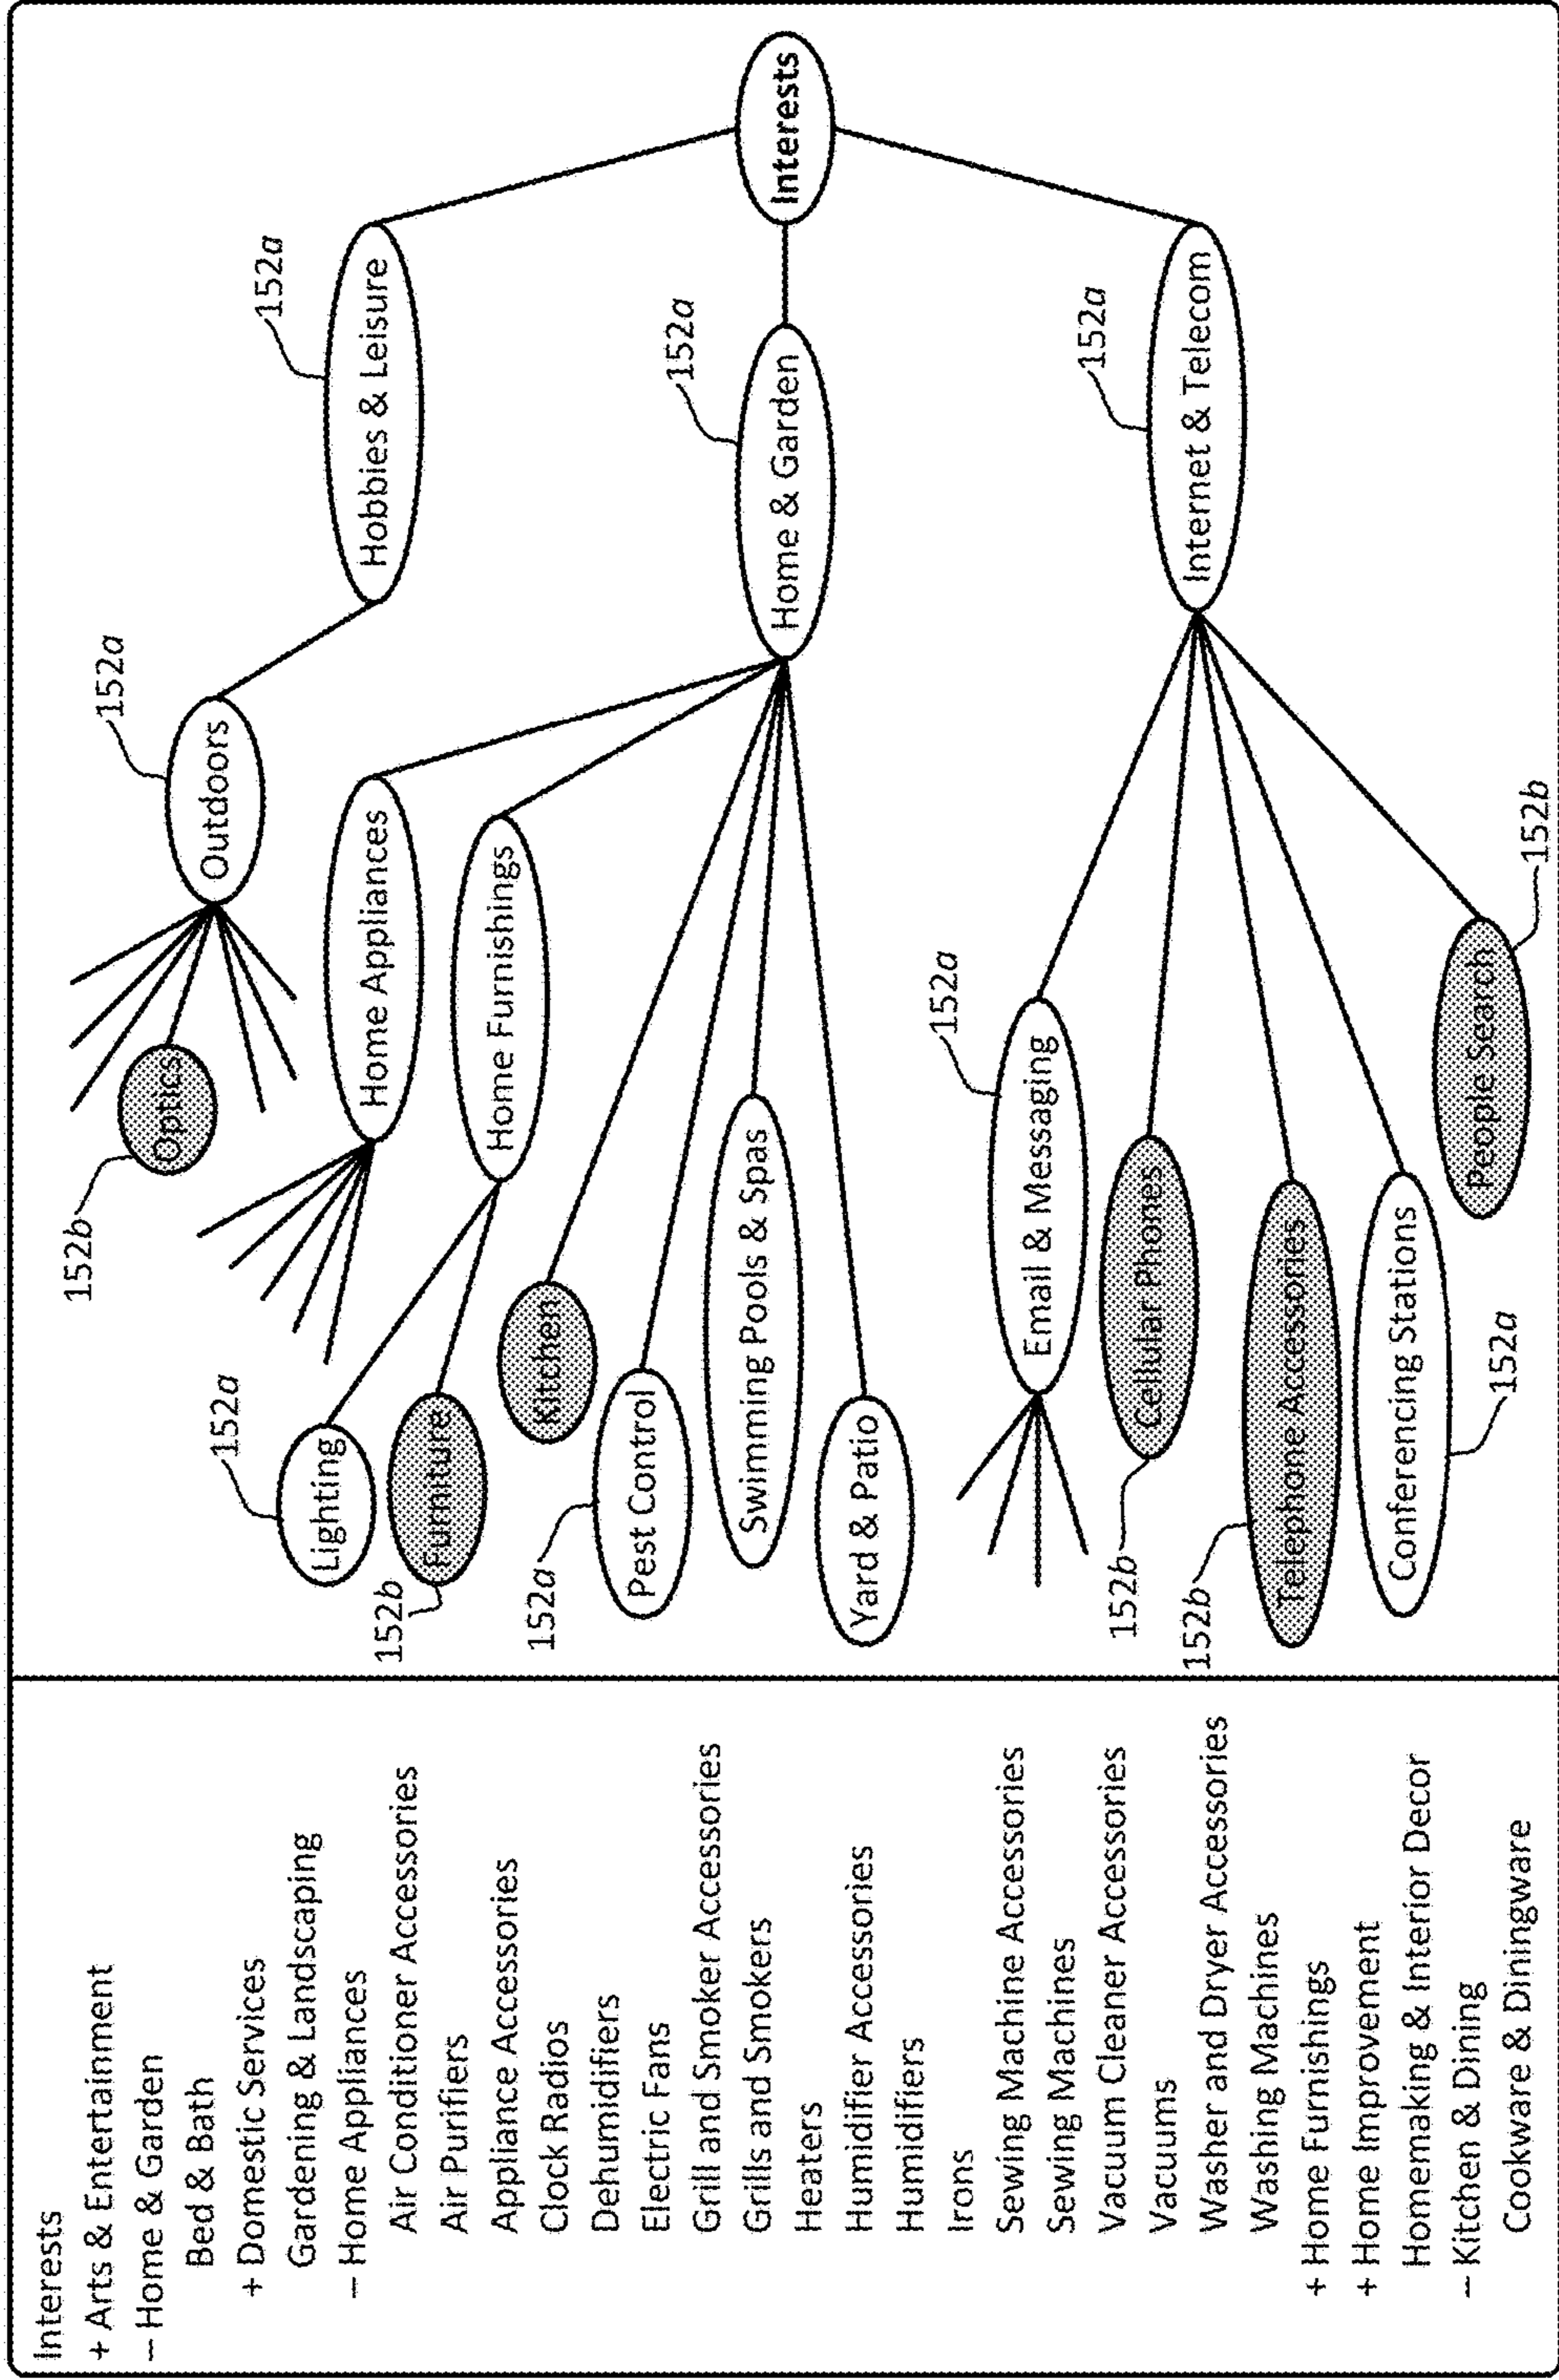 Interests
+ Arts & Entertainment
– Home & Garden
Bed & Bath
+ Domestic Services
Gardening & Landscaping
– Home Appliances
Air Conditioner Accessories
Air Purifiers
Appliance Accessories
Clock Radios
Dehumidifiers
Electric Fans
Grill and Smoker Accessories
Grills and Smokers
Heaters
Humidifier Accessories
Humidifiers
Irons
Sewing Machine Accessories
Sewing Machines
Vacuum Cleaner Accessories
Vacuums
Washer and Dryer Accessories
Washing Machines
+ Home Furnishings
+ Home Improvement
Homemaking & Interior Decor
– Kitchen & Dining
Cookware & Diningware
152b
Optics
152a
Outdoors
152a
Hobbies & Leisure
152a
Lighting
Home Appliances
152b
Furniture
Home Furnishings
Kitchen
152a
Pest Control
Swimming Pools & Spas
152a
Home & Garden
Interests
Yard & Patio
152a
Email & Messaging
152b
Cellular Phones
152a
Internet & Telecom
152b
Telephone Accessories
Conferencing Stations
152a
People Search
152b